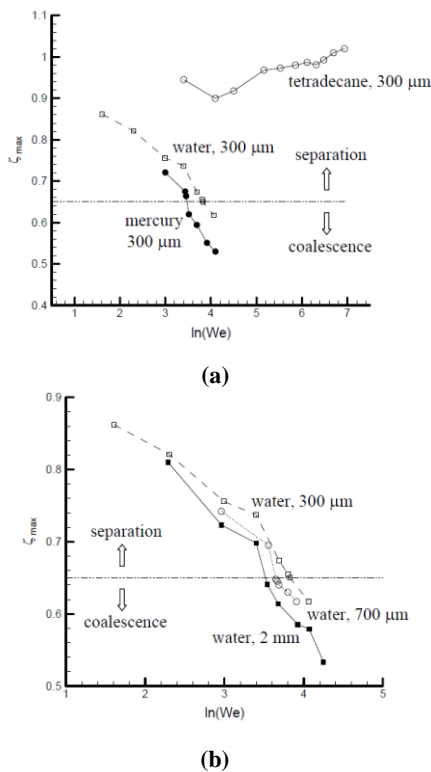 1.1
1
0.9
0.8
0.7
0.6
0.5
0.4
ζ max
tetradecane, 300 μm
water, 300 μm
separation
mercury
300 μm
coalescence
1 2 3 4 5 6 7
ln(We)
(a)
0.9
0.8
0.7
0.6
0.5
ζ max
water, 300 μm
separation
coalescence
water, 700 μm
water, 2 mm
1 2 3 4 5
ln(We)
(b)